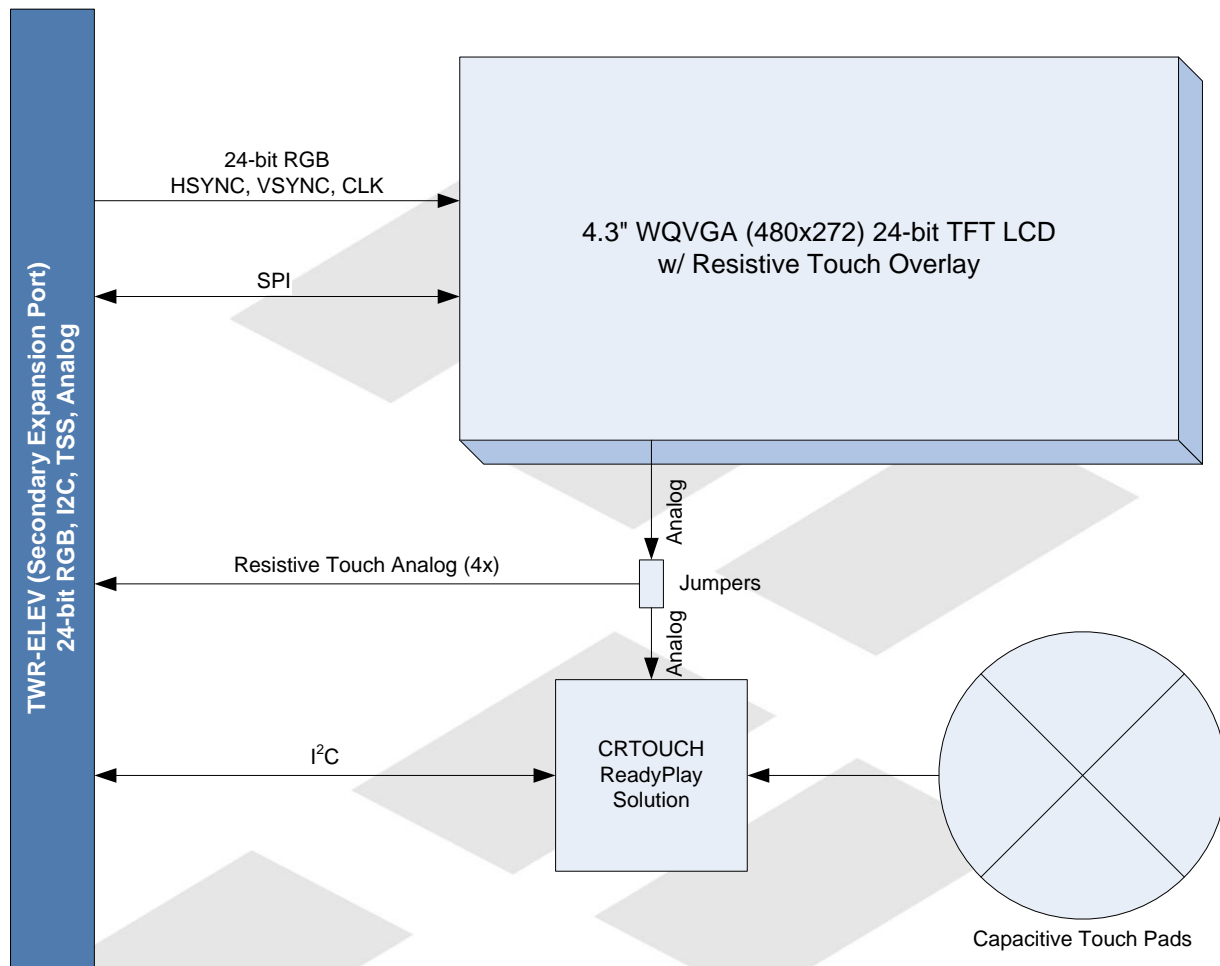 TWR-ELEV (Secondary Expansion Port)
24-bit RGB, I2C, TSS, Analog
24-bit RGB
HSYNC, VSYNC, CLK
SPI
4.3" WQVGA (480x272) 24-bit TFT LCD
w/ Resistive Touch Overlay
Analog
Resistive Touch Analog (4x)
Jumpers
Analog
I²C
CRTOUCH
ReadyPlay
Solution
Capacitive Touch Pads